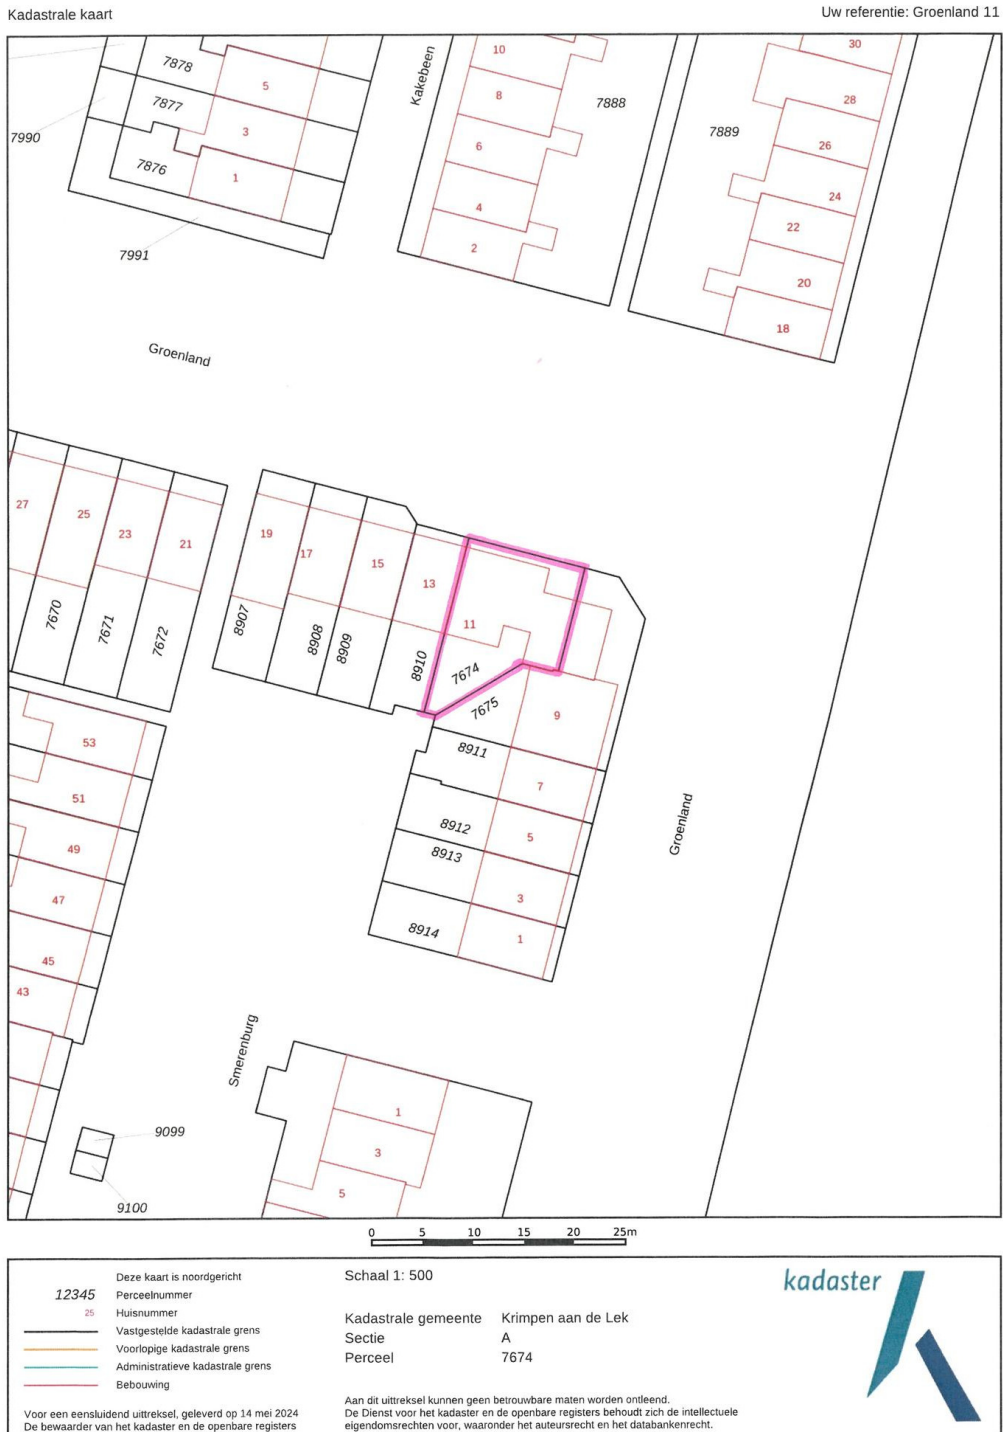 Kadastrale kaart
Uw referentie: Groenland 11
7878
5
7877
3
7990
7876
1
7991
Kakebeen
10
8
7888
6
4
2
30
28
7889
26
24
22
20
18
Groenland
27
25
23
21
7670
7671
7672
19
17
15
13
11
8907
8908
8909
8910
7674
7675
9
8911
7
8912
5
8913
3
8914
1
Groenland
53
51
49
47
45
43
Smerenburg
1
3
5
9099
9100
0 5 10 15 20 25m
Deze kaart is noordgericht
12345 Perceelnummer
25 Huisnummer
Vastgestelde kadastrale grens
Voorlopige kadastrale grens
Administratieve kadastrale grens
Bebouwing
Voor een eensluidend uittreksel, geleverd op 14 mei 2024
De bewaarder van het kadaster en de openbare registers
Schaal 1: 500
Kadastrale gemeente Krimpen aan de Lek
Sectie A
Perceel 7674
Aan dit uittreksel kunnen geen betrouwbare maten worden ontleend.
De Dienst voor het kadaster en de openbare registers behoudt zich de intellectuele
eigendomsrechten voor, waaronder het auteursrecht en het databankenrecht.
kadaster